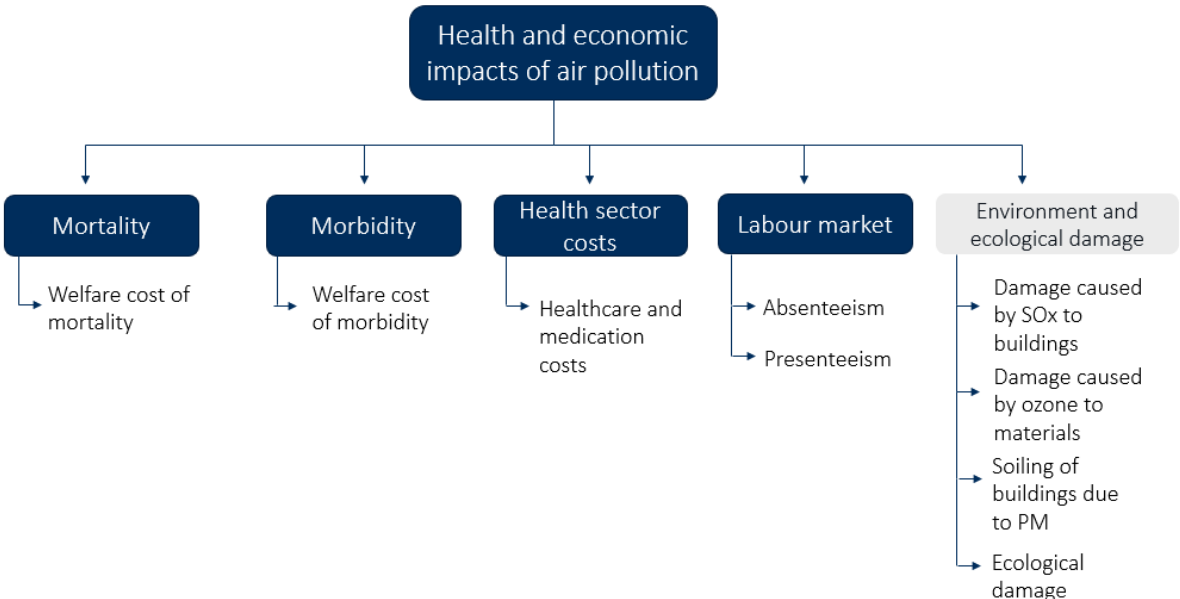 Health and economic
impacts of air pollution
Mortality
Welfare cost of
mortality
Morbidity
Welfare cost
of morbidity
Health sector
costs
Healthcare and
medication
costs
Labour market
Absenteeism
Presenteeism
Environment and
ecological damage
Damage caused
by SOx to
buildings
Damage caused
by ozone to
materials
Soiling of
buildings due
to PM
Ecological
damage